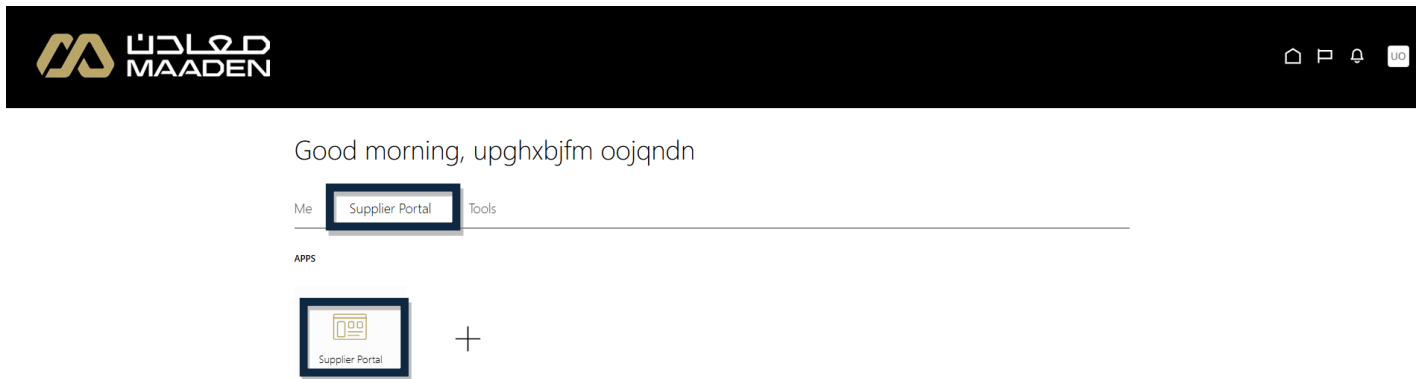 معادن
MAADEN
UO
Good morning, upghxbjfm oojqndn
Me Supplier Portal Tools
APPS
Supplier Portal